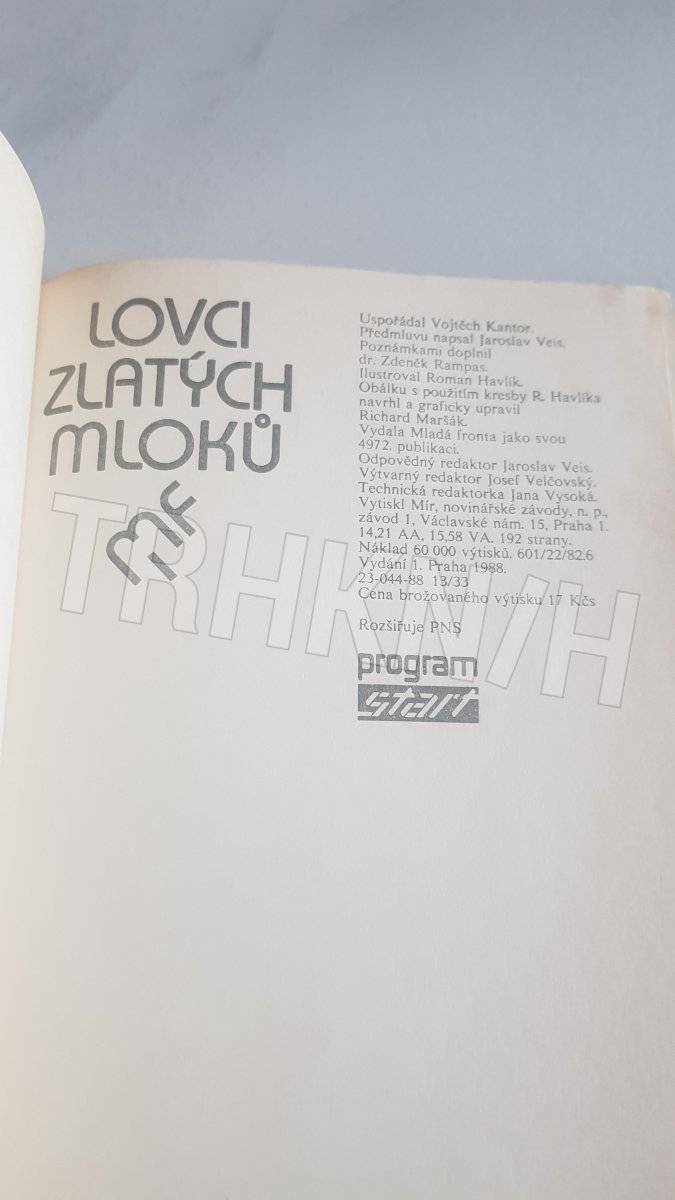 LOVCI
ZLATÝCH
MLOKŮ
MF
Uspořádal Vojtěch Kantor.
Předmluvu napsal Jaroslav Veis.
Poznámkami doplnil
dr. Zdeněk Rampas.
Ilustroval Roman Havlík.
Obálku s použitím kresby R. Havlíka
navrhl a graficky upravil
Richard Maršák.
Vydala Mladá fronta jako svou
4972. publikaci.
Odpovědný redaktor Jaroslav Veis.
Výtvarný redaktor Josef Velčovský.
Technická redaktorka Jana Vysoká.
Vytiskl Mír, novinářské závody, n. p.,
závod 1, Václavské nám. 15, Praha 1.
14,21 AA, 15,58 VA. 192 strany.
Náklad 60 000 výtisků. 601/22/82.6
Vydání 1. Praha 1988.
23-044-88 13/33
Cena brožovaného výtisku 17 Kčs
Rozšiřuje PNS
program
start
TRHKNIH